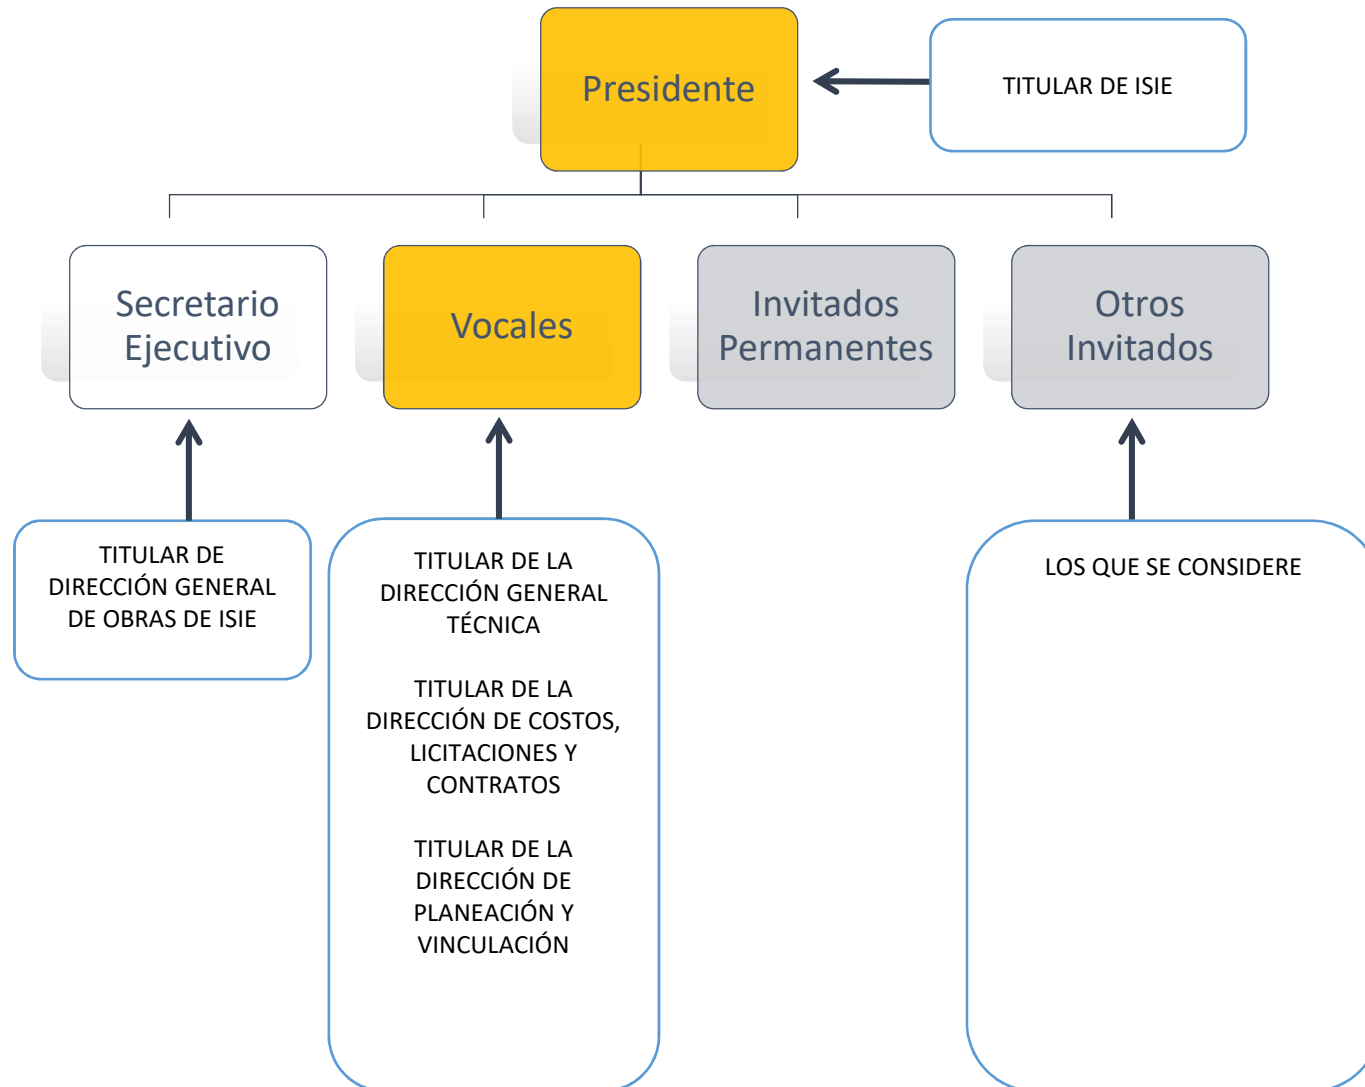 Presidente
TITULAR DE ISIE
Secretario
Ejecutivo
Vocales
Invitados
Permanentes
Otros
Invitados
TITULAR DE
DIRECCIÓN GENERAL
DE OBRAS DE ISIE
TITULAR DE LA
DIRECCIÓN GENERAL
TÉCNICA
TITULAR DE LA
DIRECCIÓN DE COSTOS,
LICITACIONES Y
CONTRATOS
TITULAR DE LA
DIRECCIÓN DE
PLANEACIÓN Y
VINCULACIÓN
LOS QUE SE CONSIDERE